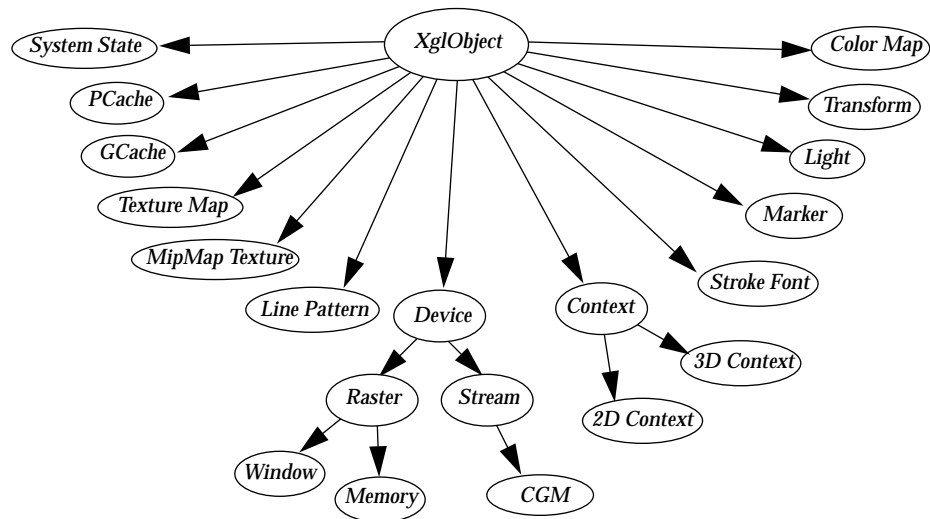 XglObject
System State
Color Map
PCache
Transform
GCache
Light
Texture Map
Marker
MipMap Texture
Stroke Font
Line Pattern
Device
Context
3D Context
Raster
Stream
2D Context
Window
Memory
CGM